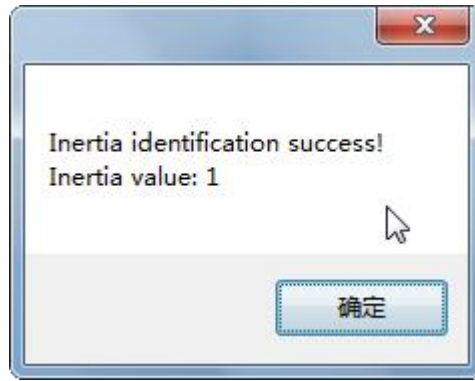 Inertia identification success!
Inertia value: 1
确定